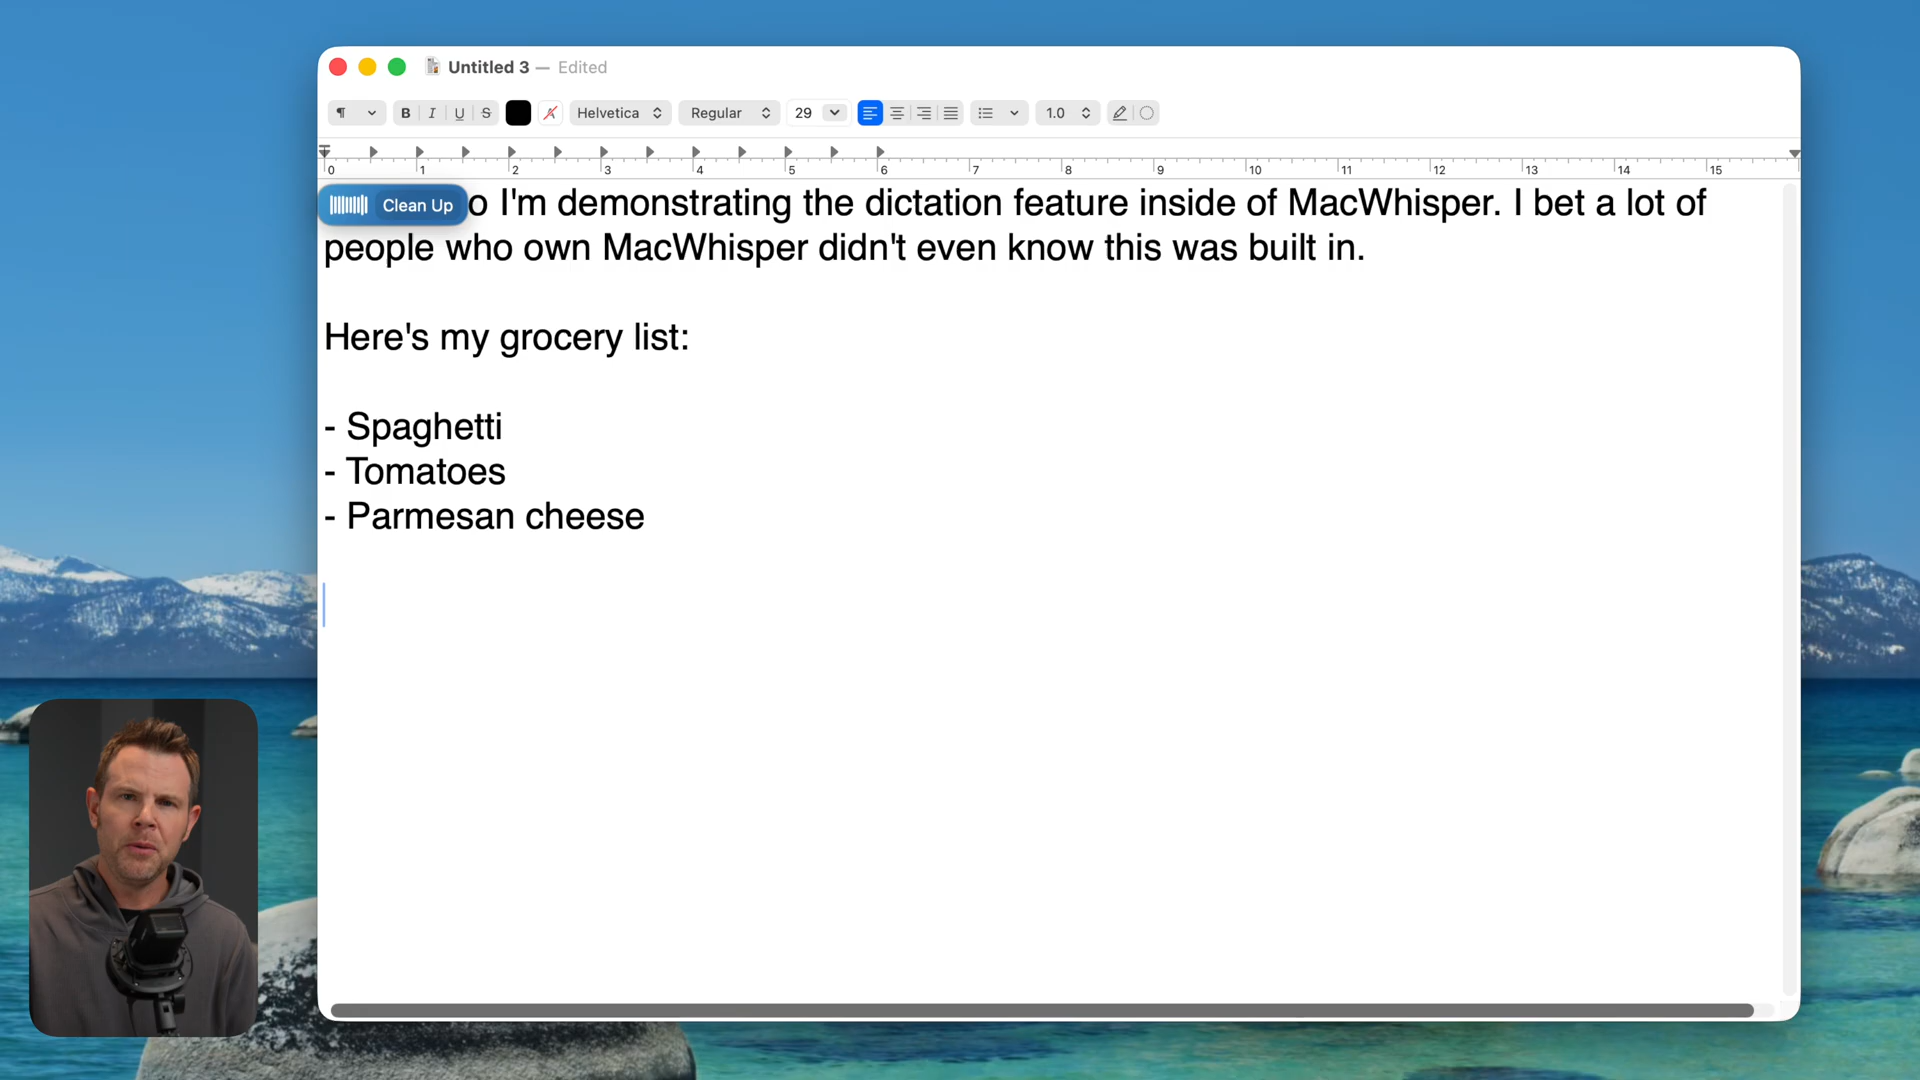 Untitled 3 — Edited
B I U S Helvetica Regular 29 1.0
0 1 2 3 4 5 6 7 8 9 10 11 12 13 14 15
Clean Up
o I'm demonstrating the dictation feature inside of MacWhisper. I bet a lot of
people who own MacWhisper didn't even know this was built in.
Here's my grocery list:
- Spaghetti
- Tomatoes
- Parmesan cheese